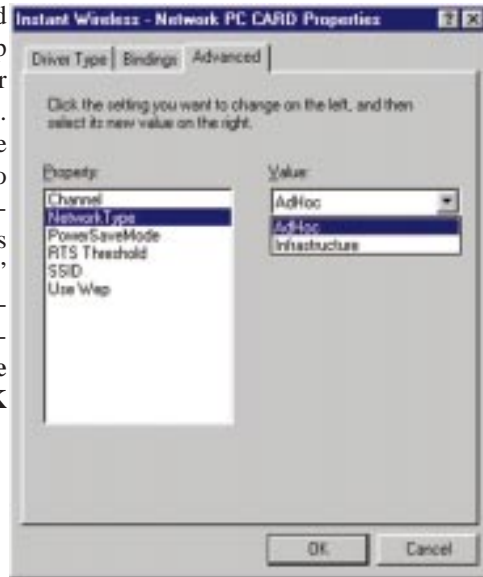 Instant Wireless - Network PC CARD Properties
Driver Type Bindings Advanced
Click the setting you want to change on the left, and then
select its new value on the right.
Property: Value:
Channel AdHoc
NetworkType AdHoc
PowerSaveMode Infrastructure
RTS Threshold
SSID
Use Wep
OK Cancel